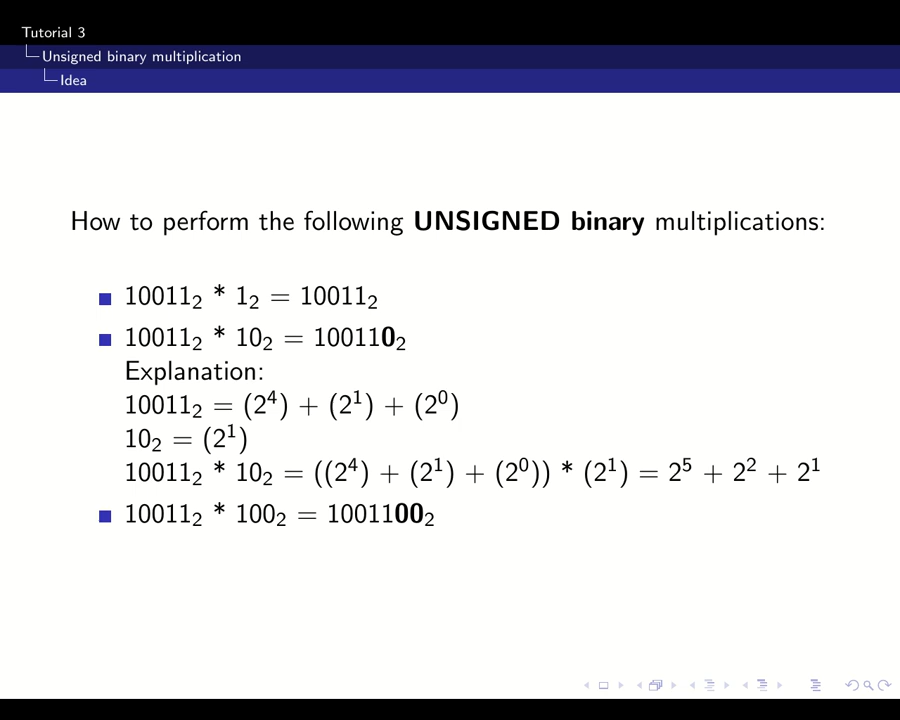 Tutorial 3
Unsigned binary multiplication
Idea
How to perform the following UNSIGNED binary multiplications:
10011₂ * 1₂ = 10011₂
10011₂ * 10₂ = 100110₂
Explanation:
10011₂ = (2⁴) + (2¹) + (2⁰)
10₂ = (2¹)
10011₂ * 10₂ = ((2⁴) + (2¹) + (2⁰)) * (2¹) = 2⁵ + 2² + 2¹
10011₂ * 100₂ = 1001100₂